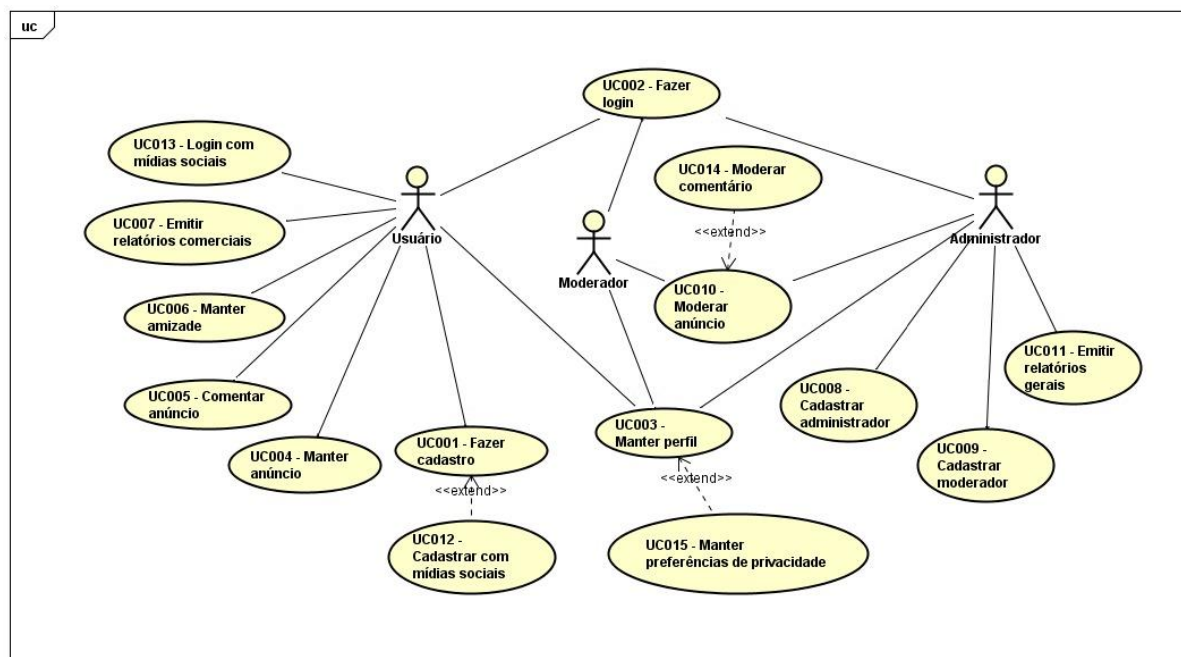 uc
UC002 - Fazer
login
UC013 - Login com
mídias sociais
UC014 - Moderar
comentário
UC007 - Emitir
relatórios comerciais
Usuário
<<extend>>
Administrador
Moderador
UC010 -
Moderar
anúncio
UC006 - Manter
amizade
UC011 - Emitir
relatórios
gerais
UC005 - Comentar
anúncio
UC008 -
Cadastrar
administrador
UC003 -
Manter perfil
UC001 - Fazer
cadastro
UC004 - Manter
anúncio
UC009 -
Cadastrar
moderador
<<extend>>
<<extend>>
UC012 -
Cadastrar com
mídias sociais
UC015 - Manter
preferências de privacidade